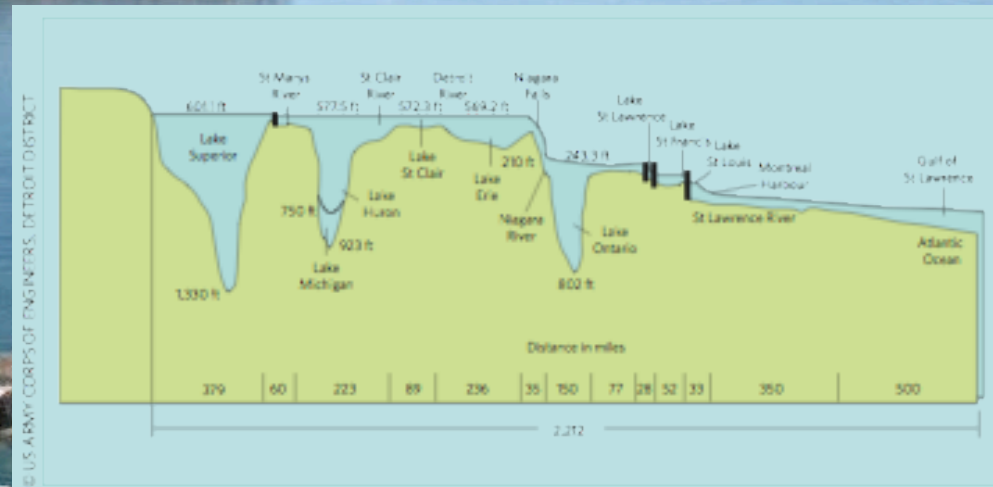 © US ARMY CORPS OF ENGINEERS, DETROIT DISTRICT
St Marys
River
St Clair
River
Detroit
River
Niagara
Falls
601.1 ft
577.5 ft
572.3 ft
569.2 ft
Lake
Superior
Lake
St Clair
Lake
Erie
210 ft
243.3 ft
Lake
St Lawrence
Lake
St Francis
Lake
St Louis
Montreal
Harbour
Gulf of
St Lawrence
750 ft
Lake
Huron
923 ft
Lake
Michigan
1,330 ft
Niagara
River
Lake
Ontario
802 ft
St Lawrence River
Atlantic
Ocean
Distance in miles
379 60 223 89 236 35 150 77 28 52 33 350 500
2,212